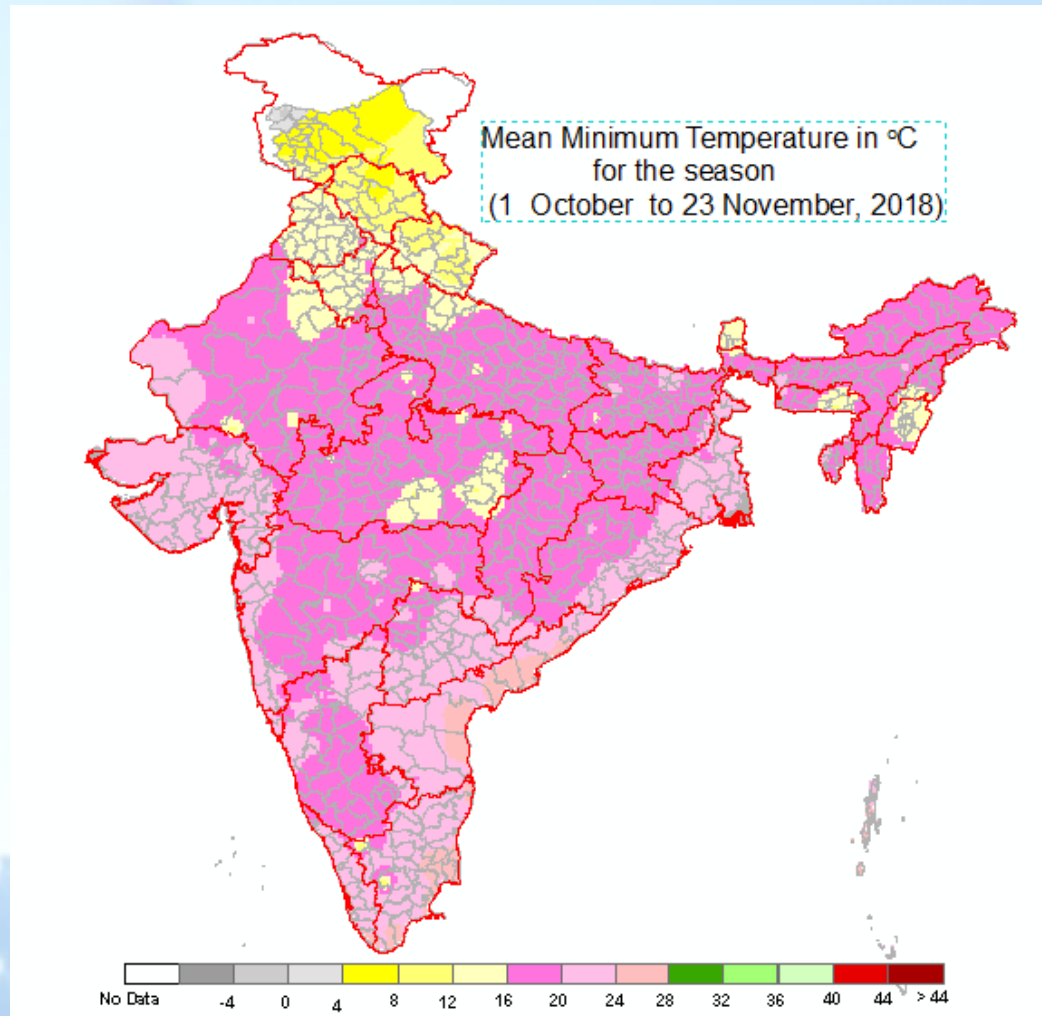 Mean Minimum Temperature in °C
for the season
(1 October to 23 November, 2018)
No Data -4 0 4 8 12 16 20 24 28 32 36 40 44 > 44